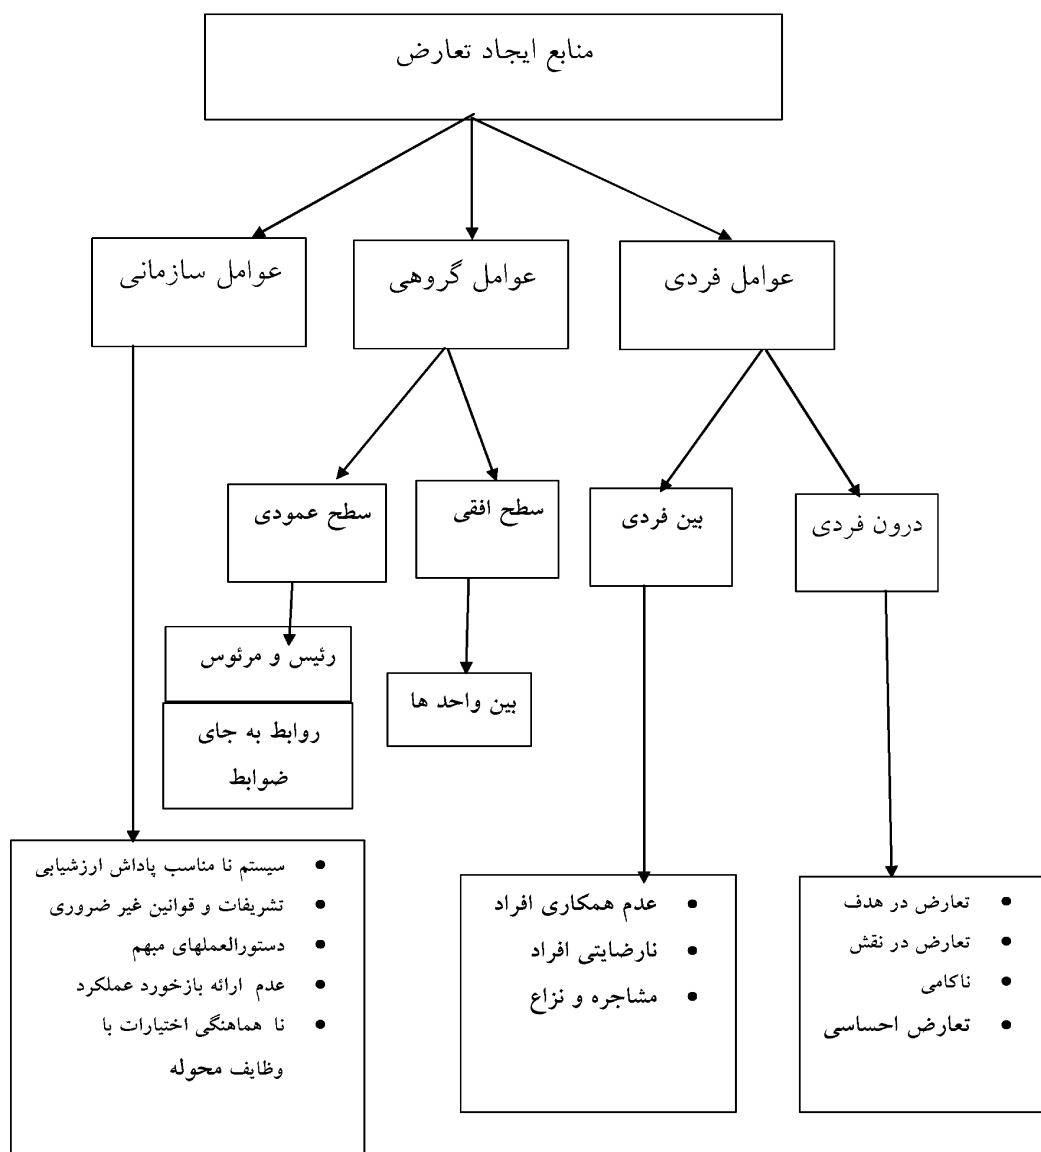 منابع ایجاد تعارض
عوامل فردی
عوامل گروهی
عوامل سازمانی
درون فردی
بین فردی
سطح افقی
سطح عمودی
رئیس و مرئوس
بین واحد ها
روابط به جای
ضوابط
• تعارض در هدف
• تعارض در نقش
• ناکامی
• تعارض احساسی
• عدم همکاری افراد
• نارضایتی افراد
• مشاجره و نزاع
• سیستم نا مناسب پاداش ارزشیابی
• تشریفات و قوانین غیر ضروری
• دستورالعملهای مبهم
• عدم ارائه بازخورد عملکرد
• نا هماهنگی اختیارات با
وظایف محوله